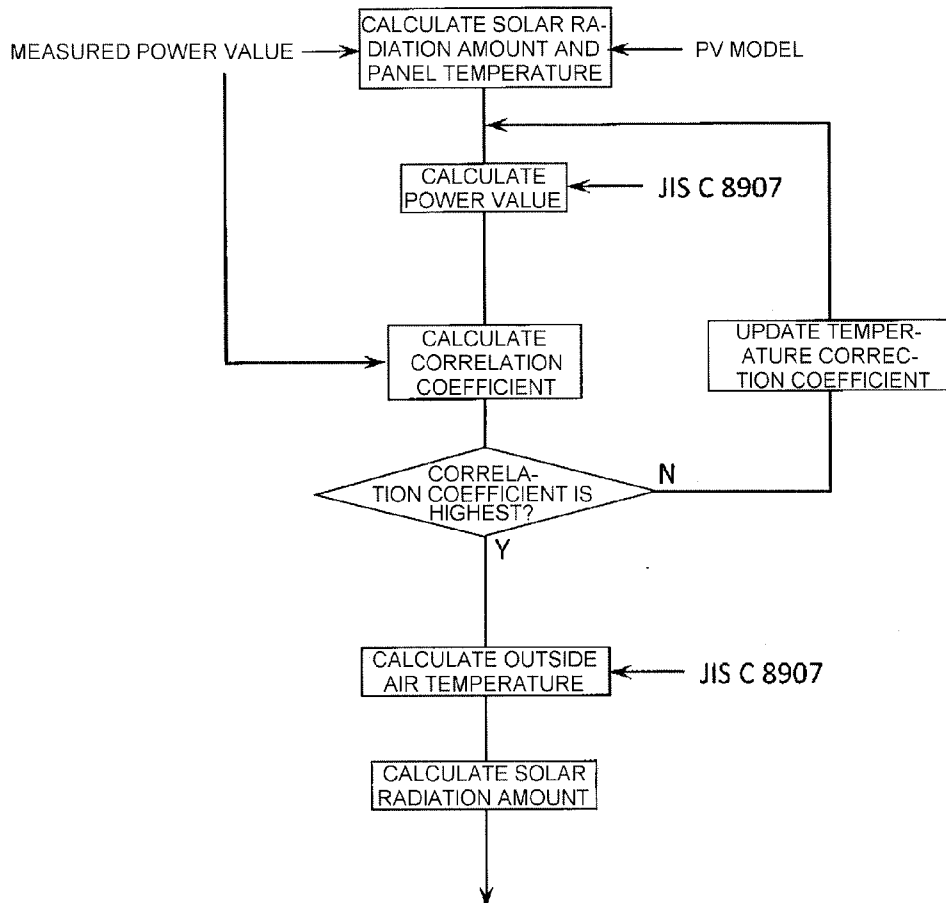 CALCULATE SOLAR RA-
DIATION AMOUNT AND
PANEL TEMPERATURE
MEASURED POWER VALUE
PV MODEL
CALCULATE
POWER VALUE
JIS C 8907
CALCULATE
CORRELATION
COEFFICIENT
UPDATE TEMPER-
ATURE CORREC-
TION COEFFICIENT
CORRELA-
TION COEFFICIENT IS
HIGHEST?
N
Y
CALCULATE OUTSIDE
AIR TEMPERATURE
JIS C 8907
CALCULATE SOLAR
RADIATION AMOUNT